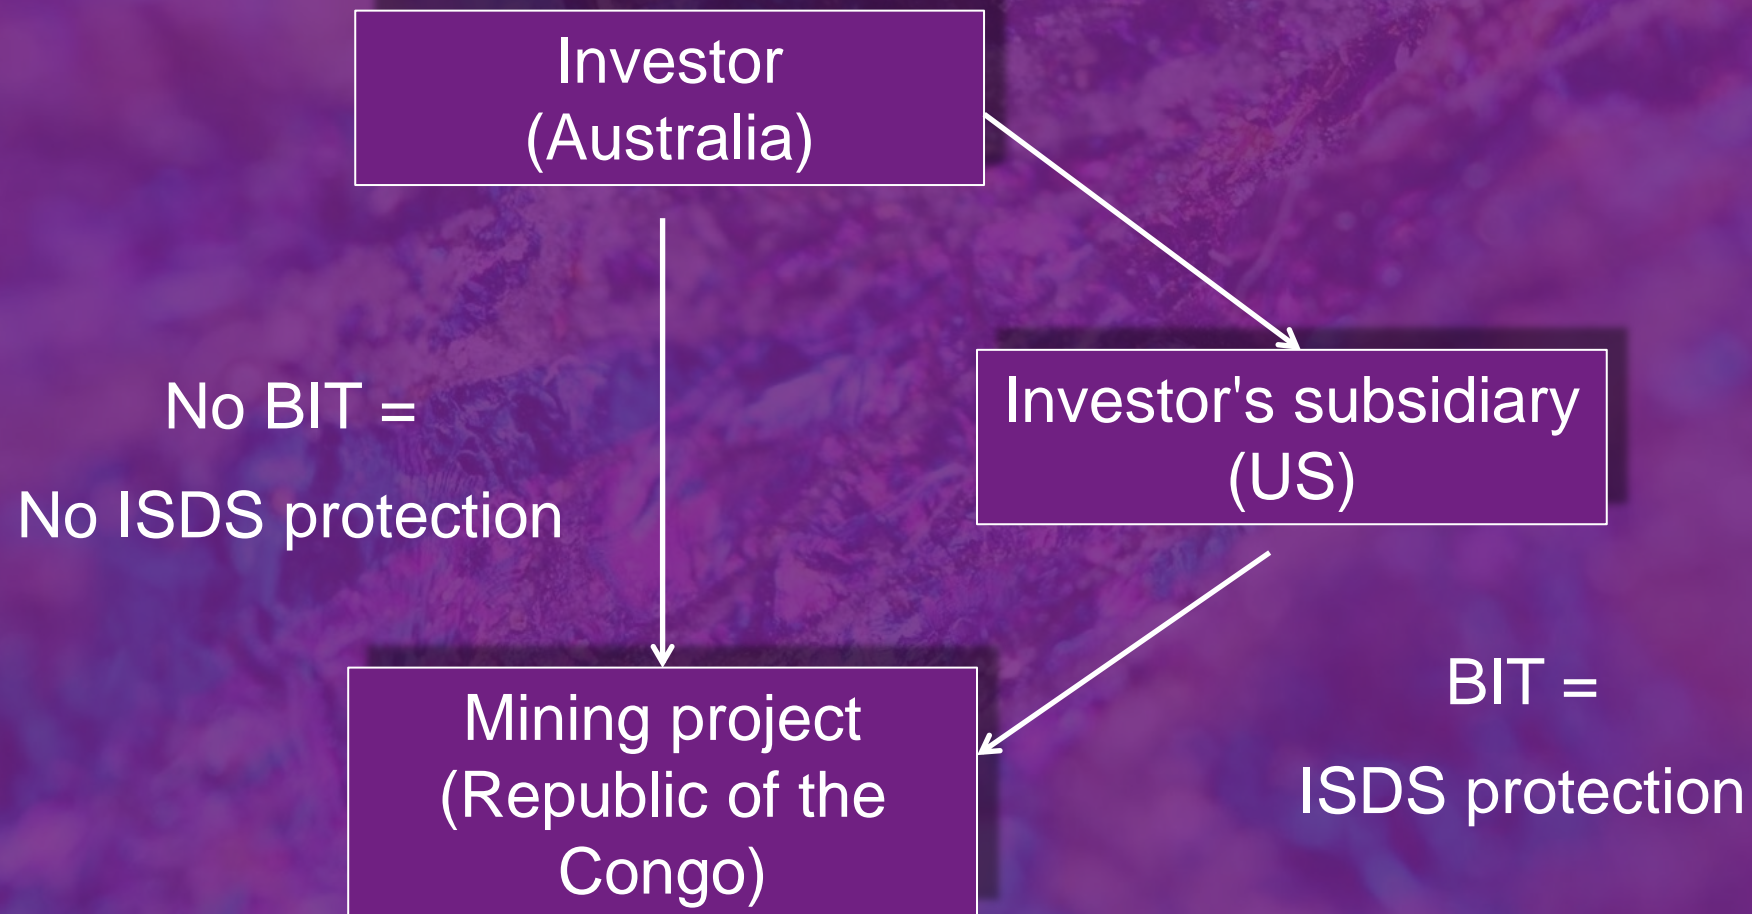 Investor
(Australia)
No BIT =
No ISDS protection
Investor's subsidiary
(US)
Mining project
(Republic of the
Congo)
BIT =
ISDS protection